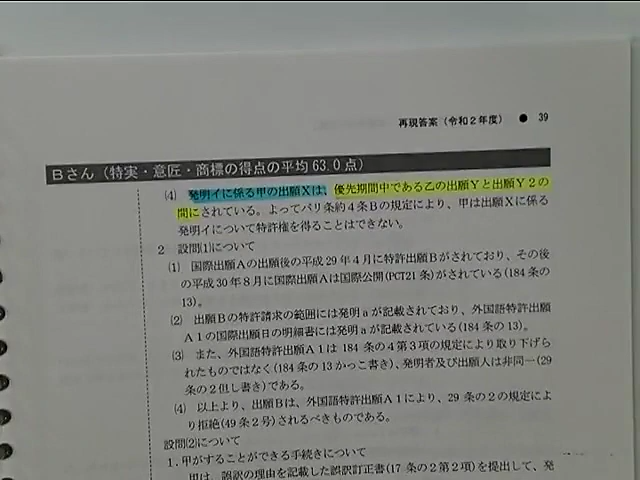 再現答案（令和２年度） ● 39
Ｂさん（特実・意匠・商標の得点の平均63.0点）
(4) 発明イに係る甲の出願Ｘは、優先期間中である乙の出願Ｙと出願Ｙ２の
間にされている。よってパリ条約４条Ｂの規定により、甲は出願Ｘに係る
発明イについて特許権を得ることはできない。
２ 設問(1)について
(1) 国際出願Ａの出願後の平成29年４月に特許出願Ｂがされており、その後
の平成30年８月に国際出願Ａは国際公開(PCT21条)がされている(184条の
13)。
(2) 出願Ｂの特許請求の範囲には発明ａが記載されており、外国語特許出願
Ａ１の国際出願日の明細書には発明ａが記載されている(184条の13)。
(3) また、外国語特許出願Ａ１は184条の４第３項の規定により取り下げら
れたものではなく(184条の13かっこ書き)、発明者及び出願人は非同一(29
条の２但し書き)である。
(4) 以上より、出願Ｂは、外国語特許出願Ａ１により、29条の２の規定によ
り拒絶(49条２号)されるべきものである。
設問(2)について
１．甲がすることができる手続きについて
甲は、誤訳の理由を記載した誤訳訂正書(17条の２第２項)を提出して、発